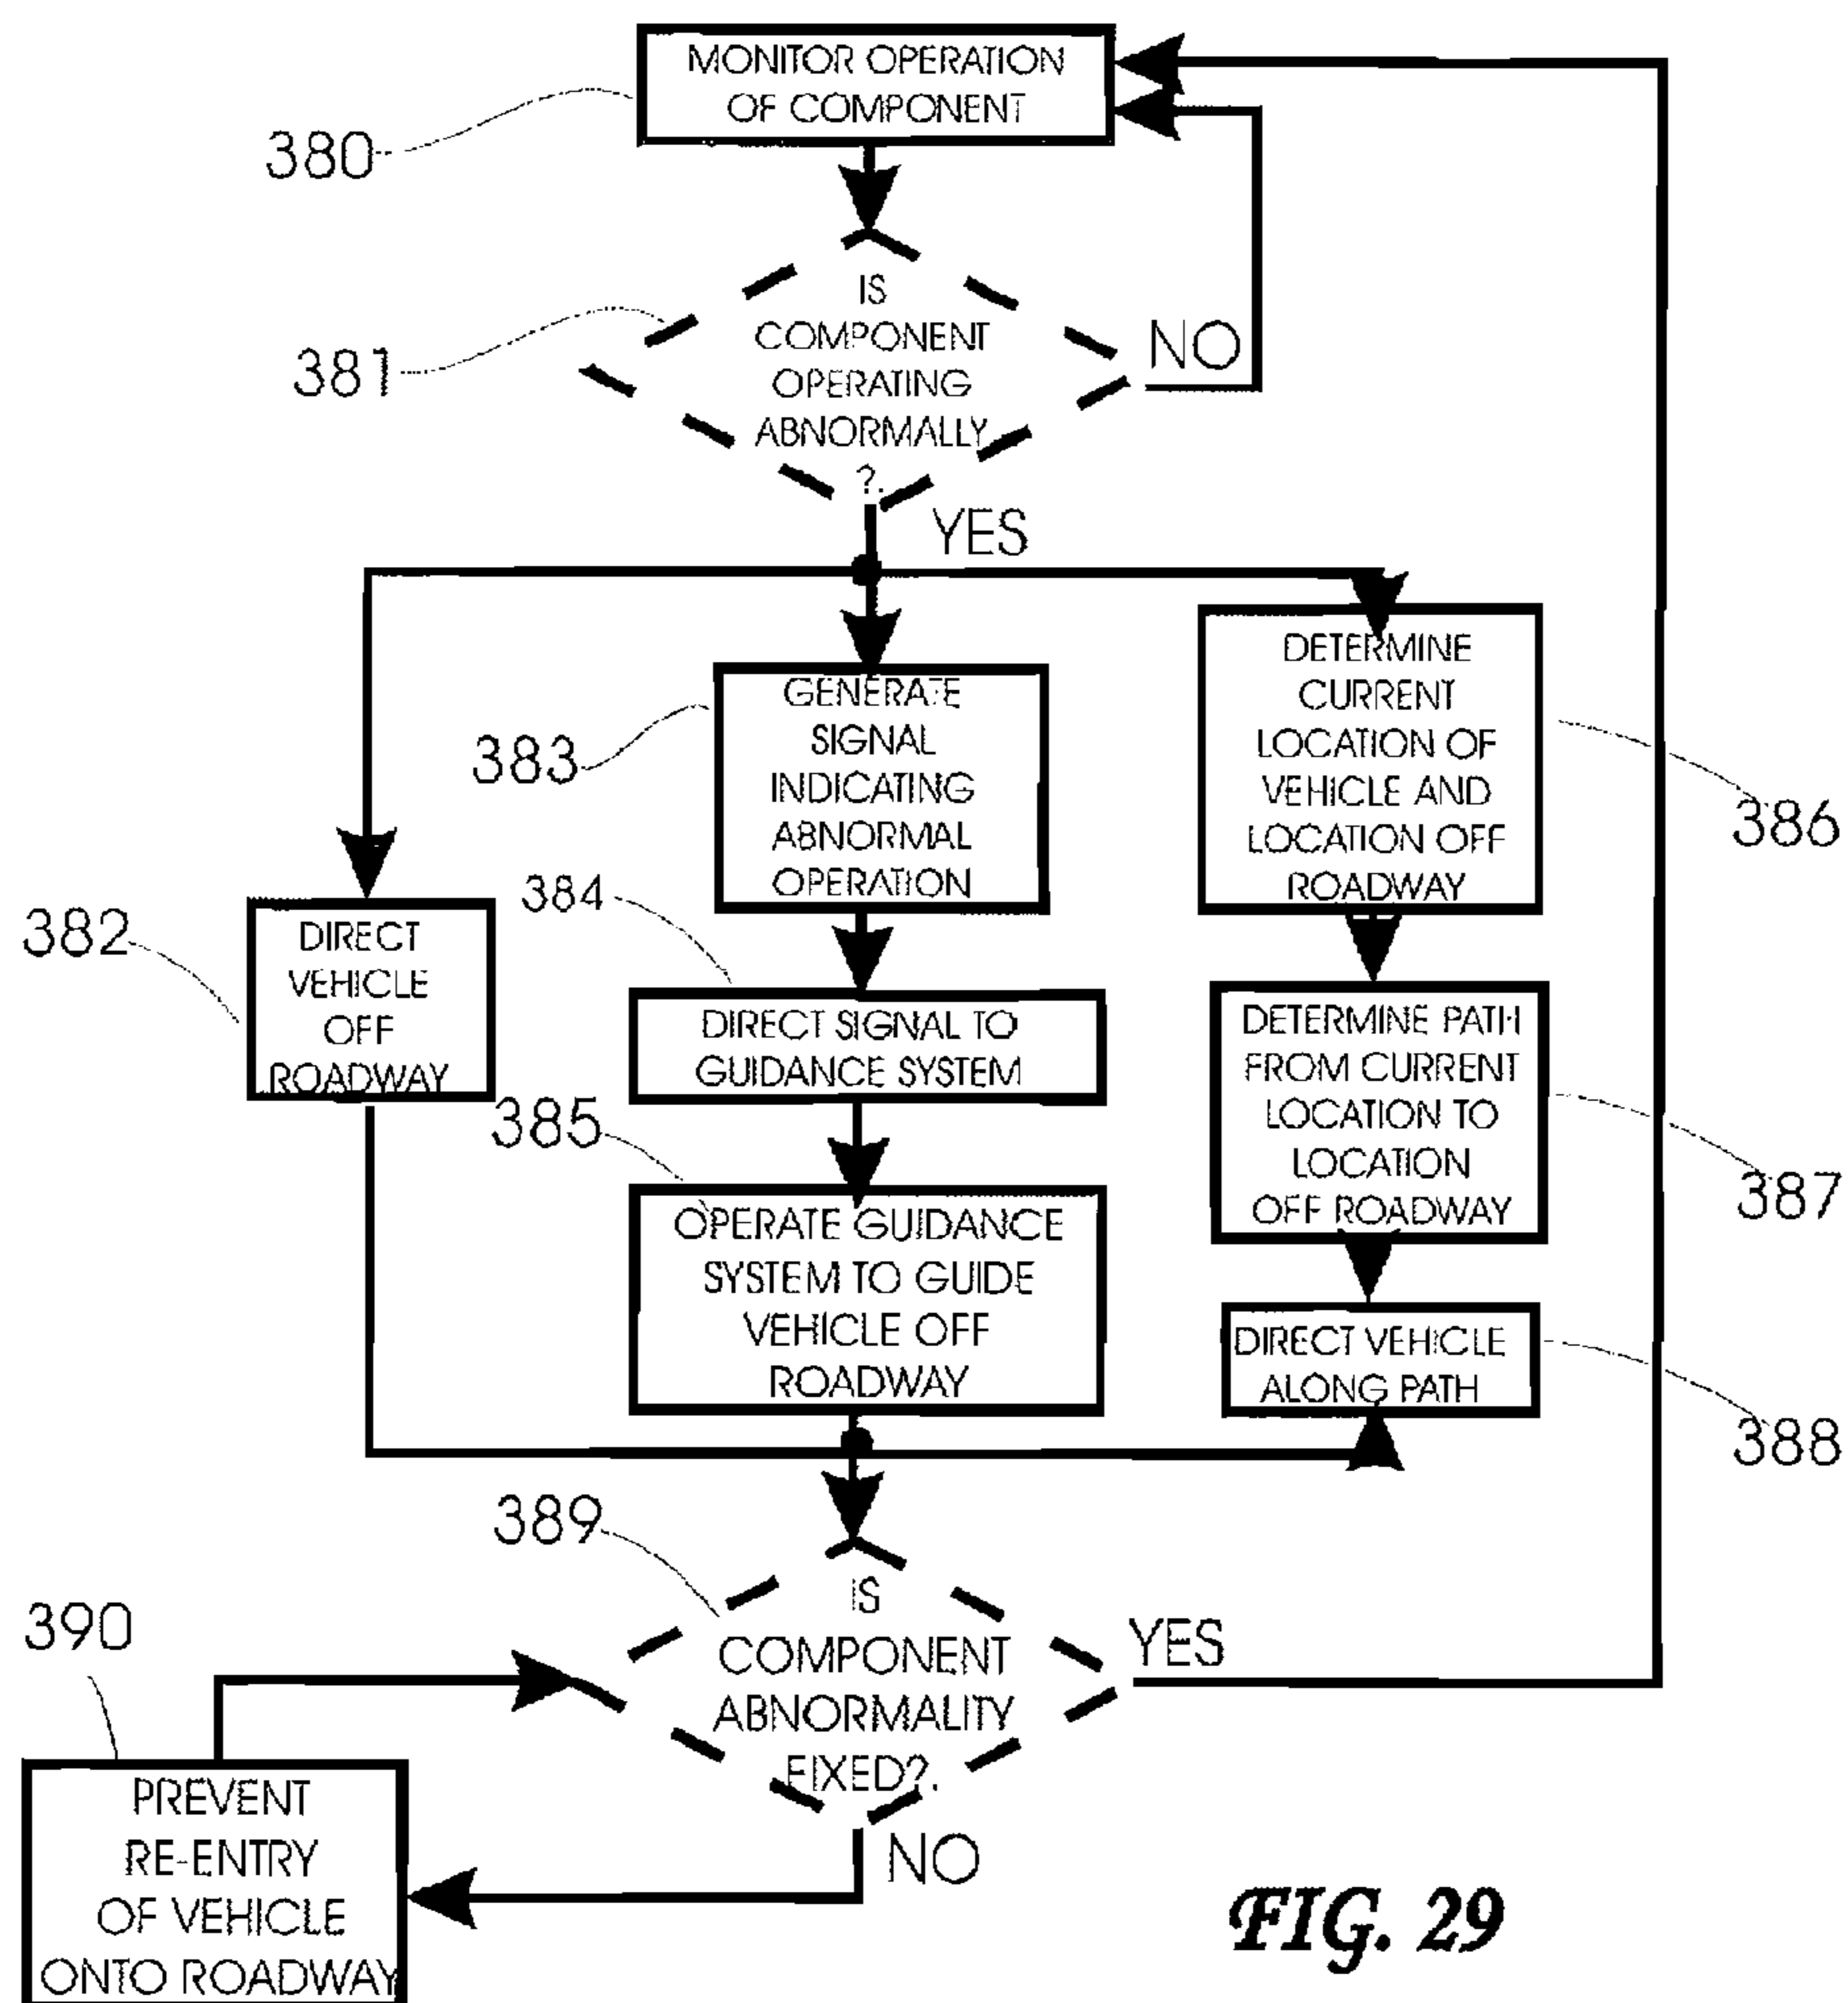 MONITOR OPERATION
OF COMPONENT
380
IS
COMPONENT
OPERATING
ABNORMALLY
?.
NO
381
YES
GENERATE
SIGNAL
INDICATING
ABNORMAL
OPERATION
383
DETERMINE
CURRENT
LOCATION OF
VEHICLE AND
LOCATION OFF
ROADWAY
386
384
382
DIRECT
VEHICLE
OFF
ROADWAY
DIRECT SIGNAL TO
GUIDANCE SYSTEM
DETERMINE PATH
FROM CURRENT
LOCATION TO
LOCATION
OFF ROADWAY
387
385
OPERATE GUIDANCE
SYSTEM TO GUIDE
VEHICLE OFF
ROADWAY
DIRECT VEHICLE
ALONG PATH
388
389
IS
COMPONENT
ABNORMALITY
FIXED?.
YES
NO
390
PREVENT
RE-ENTRY
OF VEHICLE
ONTO ROADWAY
FIG. 29